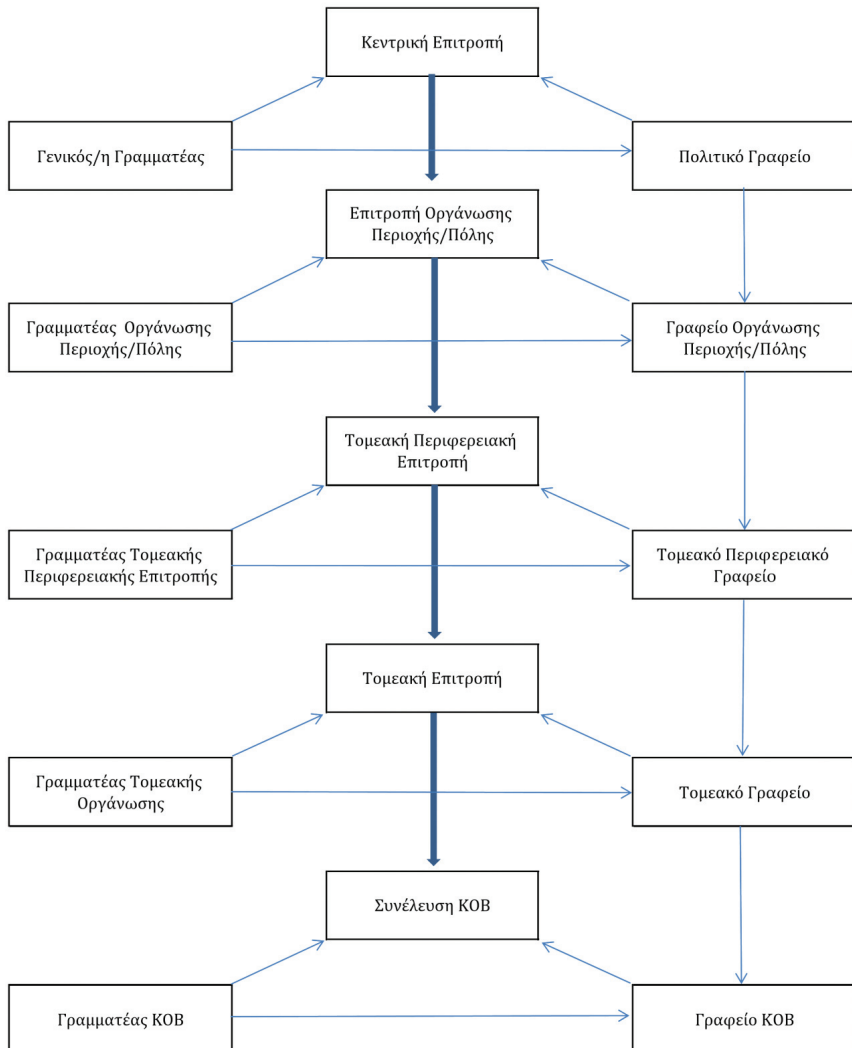 Κεντρική Επιτροπή
Γενικός/η Γραμματέας
Πολιτικό Γραφείο
Επιτροπή Οργάνωσης
Περιοχής/Πόλης
Γραμματέας Οργάνωσης
Περιοχής/Πόλης
Γραφείο Οργάνωσης
Περιοχής/Πόλης
Τομεακή Περιφερειακή
Επιτροπή
Γραμματέας Τομεακής
Περιφερειακής Επιτροπής
Τομεακό Περιφερειακό
Γραφείο
Τομεακή Επιτροπή
Γραμματέας Τομεακής
Οργάνωσης
Τομεακό Γραφείο
Συνέλευση ΚΟΒ
Γραμματέας ΚΟΒ
Γραφείο ΚΟΒ